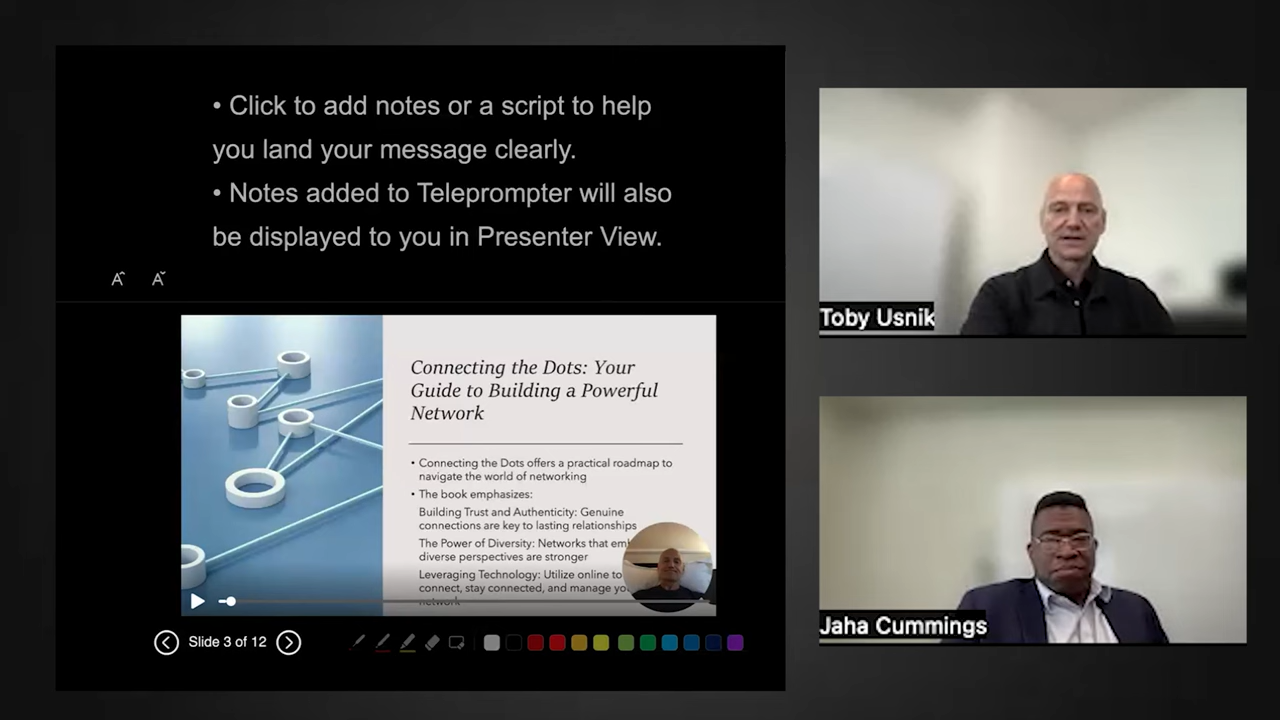 • Click to add notes or a script to help
you land your message clearly.
• Notes added to Teleprompter will also
be displayed to you in Presenter View.
Connecting the Dots: Your
Guide to Building a Powerful
Network
• Connecting the Dots offers a practical roadmap to
navigate the world of networking
• The book emphasizes:
Building Trust and Authenticity: Genuine
connections are key to lasting relationships
The Power of Diversity: Networks that
diverse perspectives are stronger
Leveraging Technology: Utilize online to
connect, stay connected, and manage
network
Slide 3 of 12
Toby Usnik
Jaha Cummings